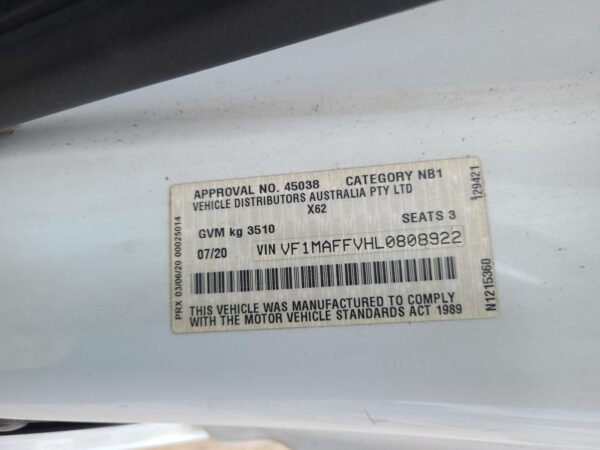 APPROVAL NO. 45038 CATEGORY NB1
VEHICLE DISTRIBUTORS AUSTRALIA PTY LTD
X62
GVM kg 3510 SEATS 3
07/20 VIN VF1MAFFVHL0808922
THIS VEHICLE WAS MANUFACTURED TO COMPLY
WITH THE MOTOR VEHICLE STANDARDS ACT 1989
PRX 03/06/20 00025014
129421
N1215360